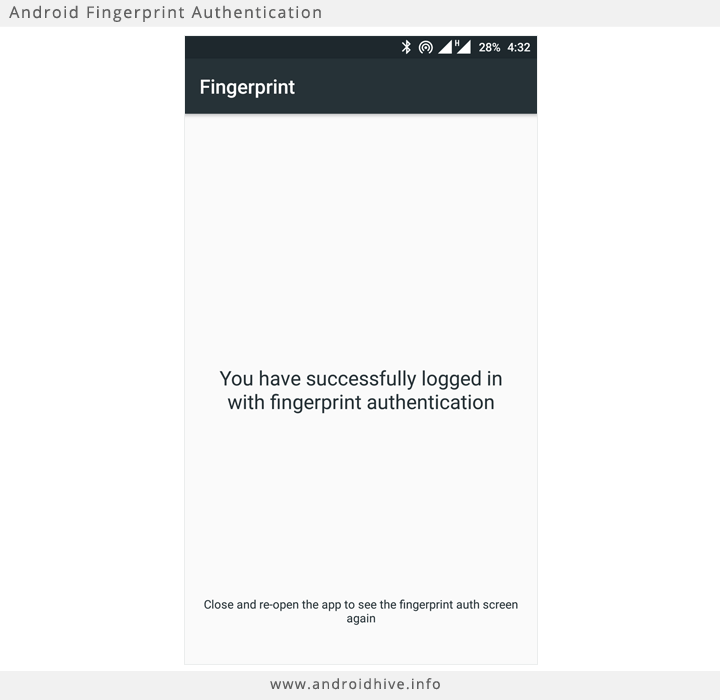 Android Fingerprint Authentication
H 28% 4:32
Fingerprint
You have successfully logged in
with fingerprint authentication
Close and re-open the app to see the fingerprint auth screen
again
www.androidhive.info